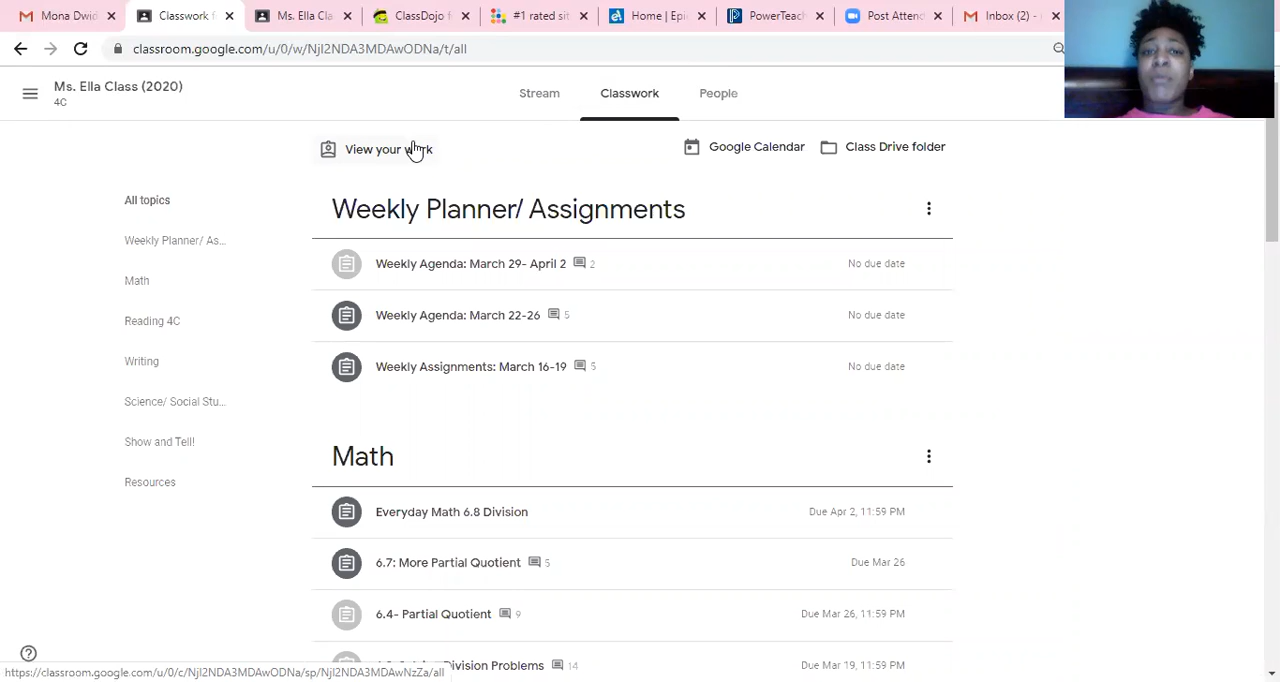 Mona Dwid
Classwork f
Ms. Ella Cla
ClassDojo f
#1 rated sit
Home | Epi
PowerTeach
Post Attend
Inbox (2) -
classroom.google.com/u/0/w/NjI2NDA3MDAwODNa/t/all
Ms. Ella Class (2020)
4C
Stream
Classwork
People
View your work
Google Calendar
Class Drive folder
All topics
Weekly Planner/ As...
Math
Reading 4C
Writing
Science/ Social Stu...
Show and Tell!
Resources
Weekly Planner/ Assignments
Weekly Agenda: March 29- April 2 2 No due date
Weekly Agenda: March 22-26 5 No due date
Weekly Assignments: March 16-19 5 No due date
Math
Everyday Math 6.8 Division Due Apr 2, 11:59 PM
6.7: More Partial Quotient 5 Due Mar 26
6.4- Partial Quotient 9 Due Mar 26, 11:59 PM
Division Problems 14 Due Mar 19, 11:59 PM
https://classroom.google.com/u/0/c/NjI2NDA3MDAwODNa/sp/NjI2NDA3MDAwNzZa/all